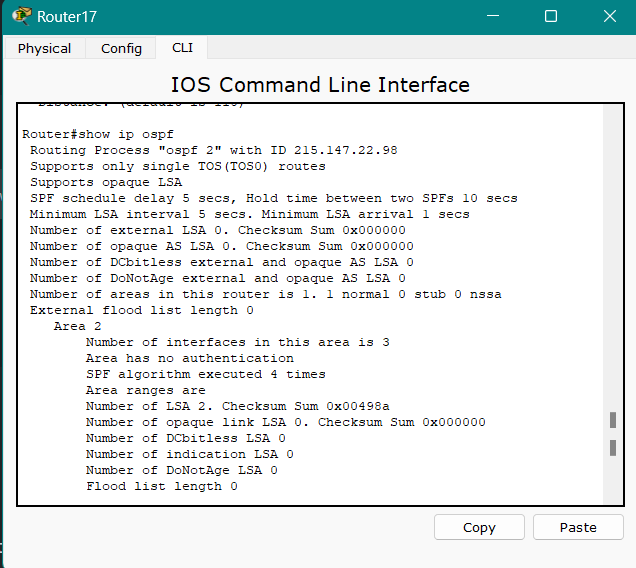 Router17
Physical
Config
CLI
IOS Command Line Interface
Router#show ip ospf
Routing Process "ospf 2" with ID 215.147.22.98
Supports only single TOS(TOS0) routes
Supports opaque LSA
SPF schedule delay 5 secs, Hold time between two SPFs 10 secs
Minimum LSA interval 5 secs. Minimum LSA arrival 1 secs
Number of external LSA 0. Checksum Sum 0x000000
Number of opaque AS LSA 0. Checksum Sum 0x000000
Number of DCbitless external and opaque AS LSA 0
Number of DoNotAge external and opaque AS LSA 0
Number of areas in this router is 1. 1 normal 0 stub 0 nssa
External flood list length 0
Area 2
Number of interfaces in this area is 3
Area has no authentication
SPF algorithm executed 4 times
Area ranges are
Number of LSA 2. Checksum Sum 0x00498a
Number of opaque link LSA 0. Checksum Sum 0x000000
Number of DCbitless LSA 0
Number of indication LSA 0
Number of DoNotAge LSA 0
Flood list length 0
Copy
Paste